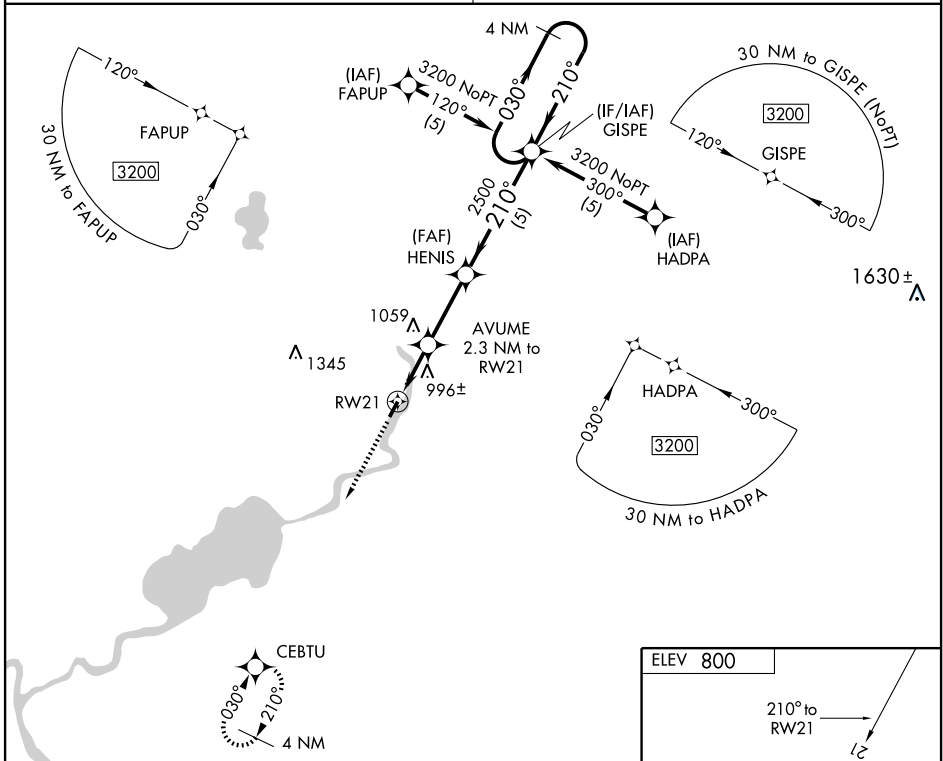 4 NM
030°
210°
(IAF)
FAPUP
3200 NoPT
120°
(5)
(IF/IAF)
GISPE
3200 NoPT
300°
(5)
(IAF)
HADPA
2500
210°
(5)
(FAF)
HENIS
1059
AVUME
2.3 NM to
RW21
1345
996±
RW21
120°
FAPUP
3200
030°
30 NM to FAPUP
30 NM to GISPE (NoPT)
3200
120°
GISPE
300°
1630±
HADPA
300°
030°
3200
30 NM to HADPA
CEBTU
030°
210°
4 NM
ELEV 800
210° to
RW21
21